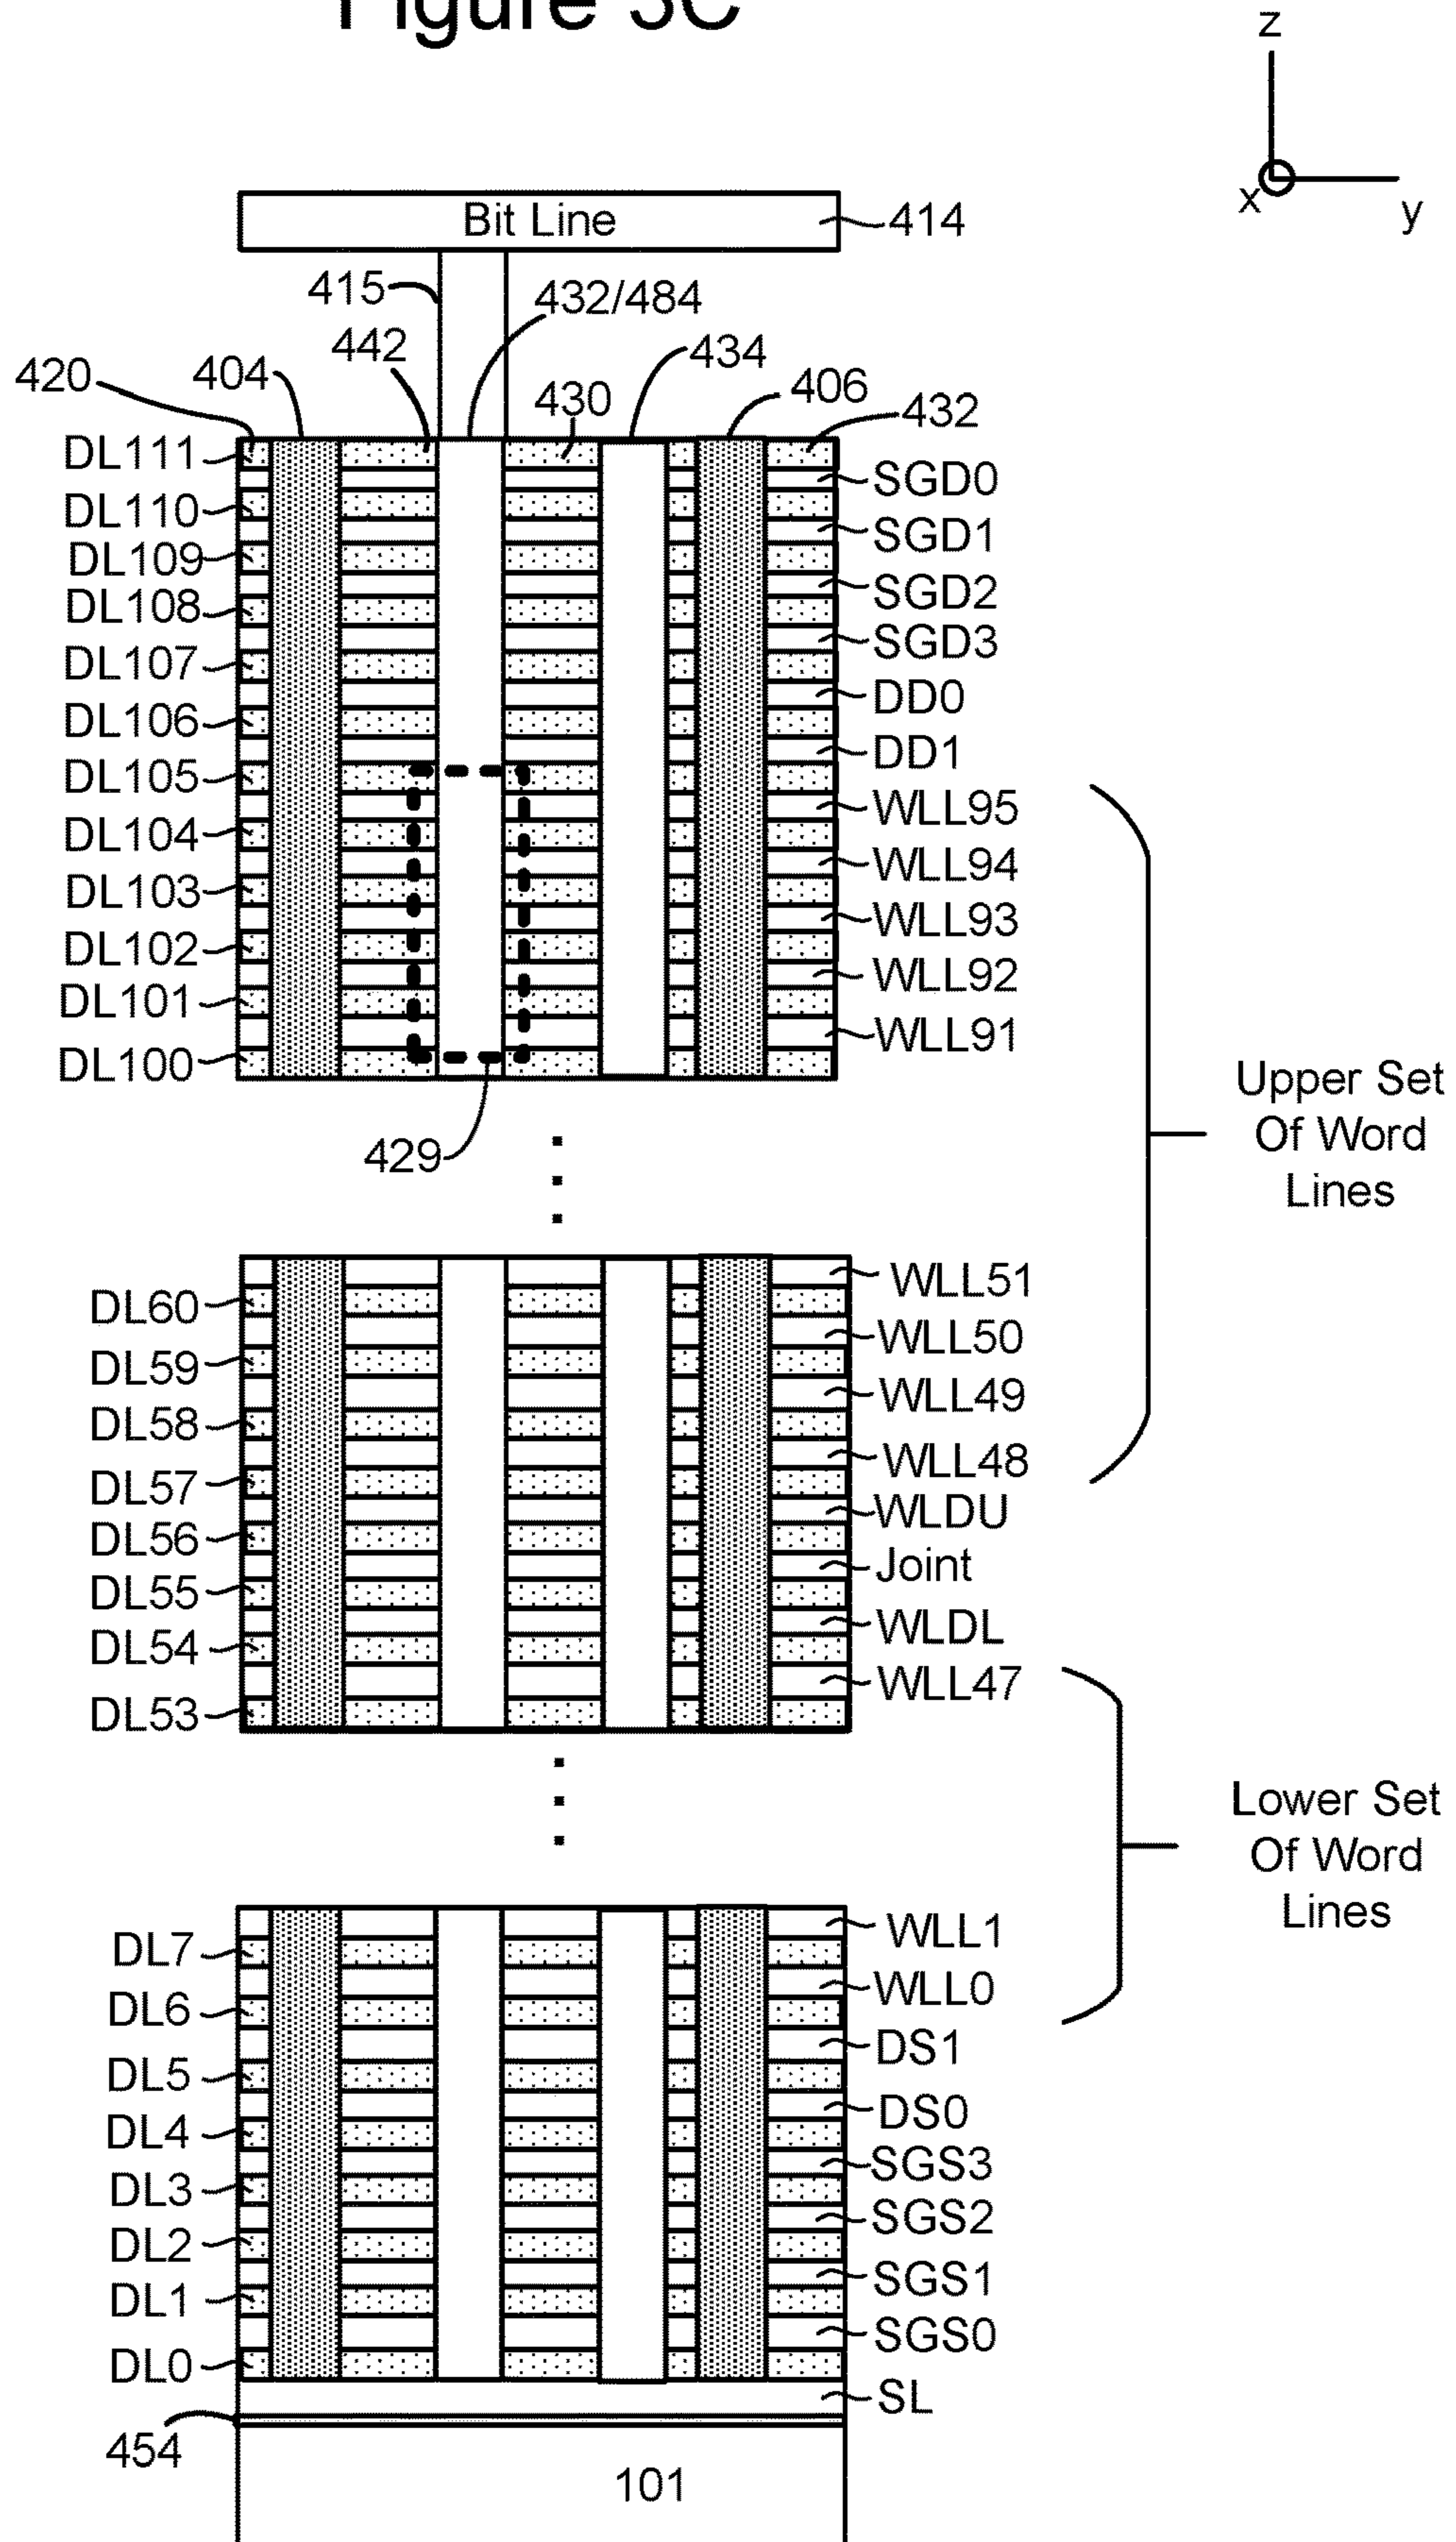 Figure 3C
z
x
y
Bit Line
414
415
432/484
442
434
420
404
430
406
432
DL111
SGD0
DL110
SGD1
DL109
SGD2
DL108
SGD3
DL107
DD0
DL106
DD1
DL105
WLL95
DL104
WLL94
DL103
WLL93
DL102
WLL92
DL101
WLL91
DL100
429
Upper Set
Of Word
Lines
WLL51
DL60
WLL50
DL59
WLL49
DL58
WLL48
DL57
WLDU
DL56
Joint
DL55
WLDL
DL54
WLL47
DL53
Lower Set
Of Word
Lines
WLL1
DL7
WLL0
DL6
DS1
DL5
DS0
DL4
SGS3
DL3
SGS2
DL2
SGS1
DL1
SGS0
DL0
SL
454
101